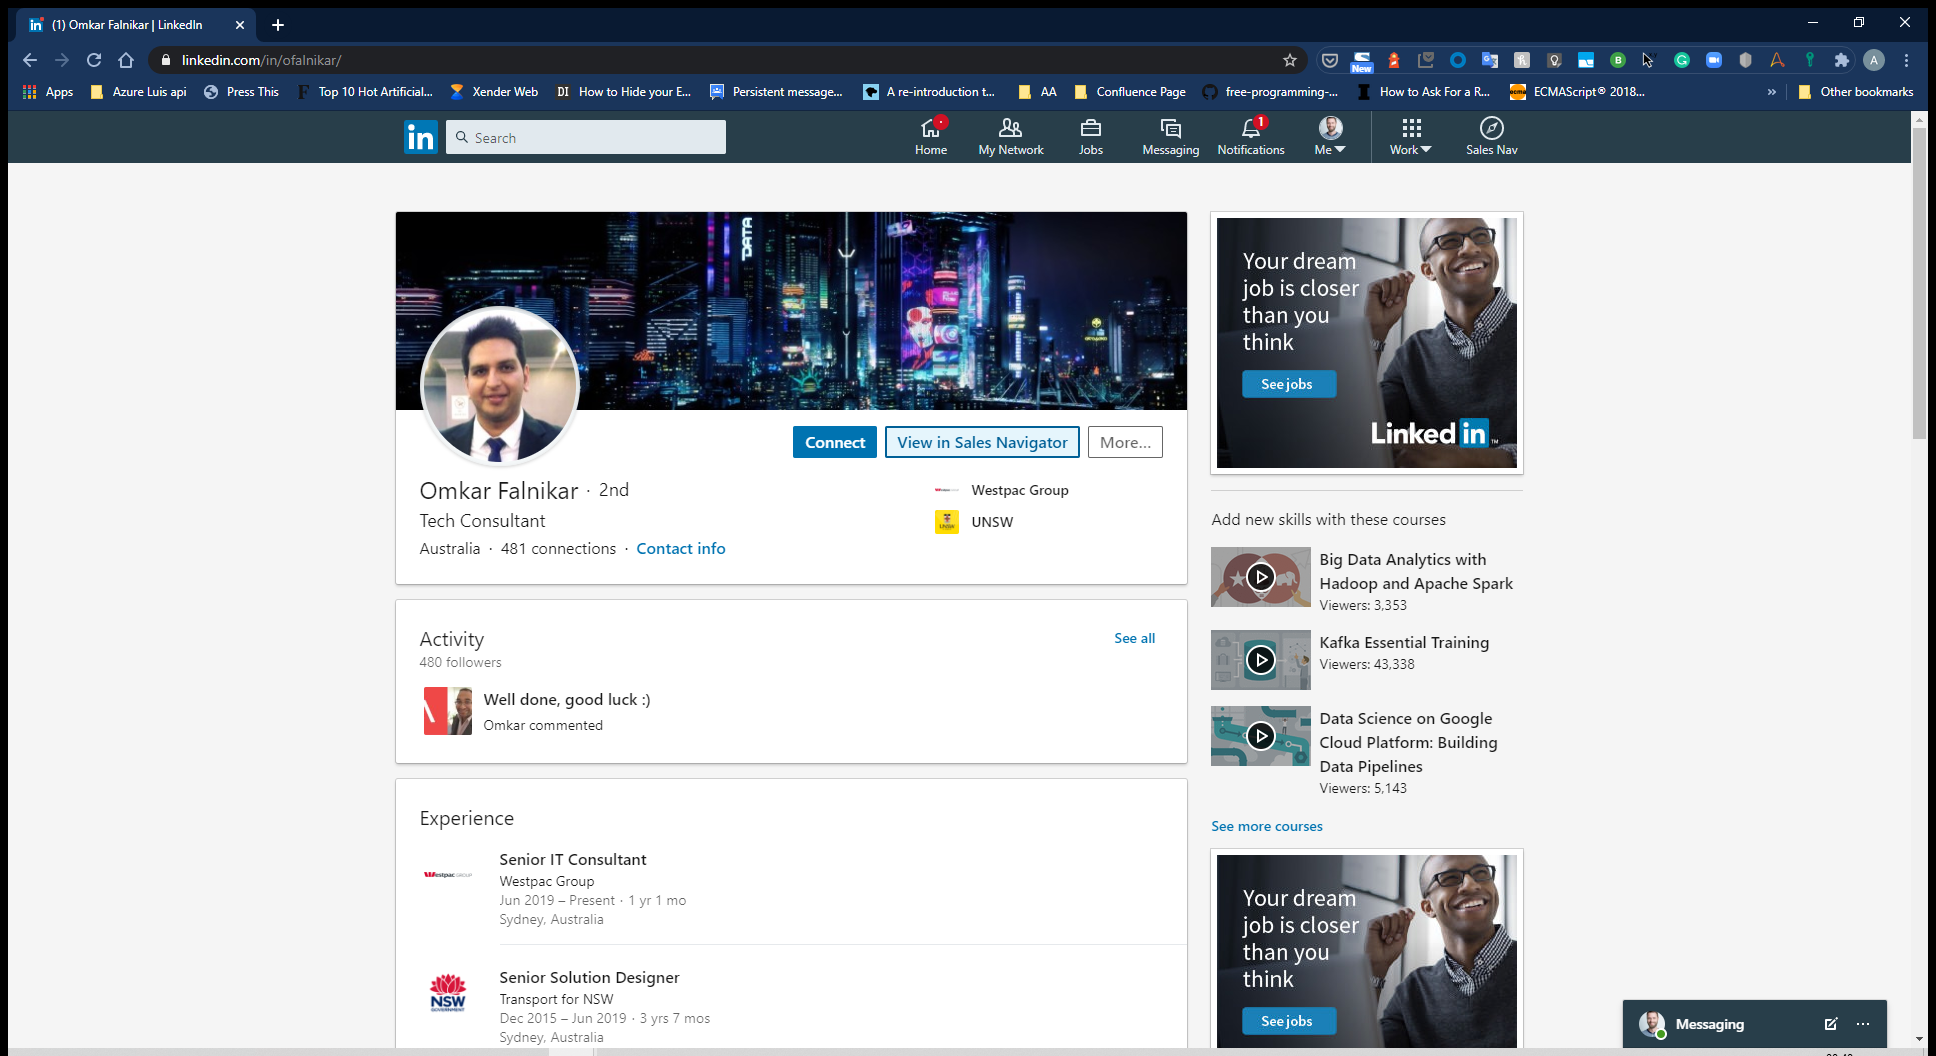 (1) Omkar Falnikar | LinkedIn
linkedin.com/in/ofalnikar/
New
A
Apps
Azure Luis api
Press This
Top 10 Hot Artificial...
Xender Web
DI How to Hide your E...
Persistent message...
A re-introduction t...
AA
Confluence Page
free-programming-...
How to Ask For a R...
ECMAScript® 2018...
»
Other bookmarks
in
Search
Home
My Network
Jobs
Messaging
1
Notifications
Me
Work
Sales Nav
DATA
Connect
View in Sales Navigator
More...
Omkar Falnikar · 2nd
Tech Consultant
Australia · 481 connections · Contact info
Westpac Group
UNSW
Activity
See all
480 followers
Well done, good luck :)
Omkar commented
Experience
Senior IT Consultant
Westpac GROUP
Westpac Group
Jun 2019 – Present · 1 yr 1 mo
Sydney, Australia
Senior Solution Designer
NSW
GOVERNMENT
Transport for NSW
Dec 2015 – Jun 2019 · 3 yrs 7 mos
Sydney, Australia
Your dream
job is closer
than you
think
See jobs
Linked in ™
Add new skills with these courses
Big Data Analytics with
Hadoop and Apache Spark
Viewers: 3,353
Kafka Essential Training
Viewers: 43,338
Data Science on Google
Cloud Platform: Building
Data Pipelines
Viewers: 5,143
See more courses
Your dream
job is closer
than you
think
See jobs
Messaging